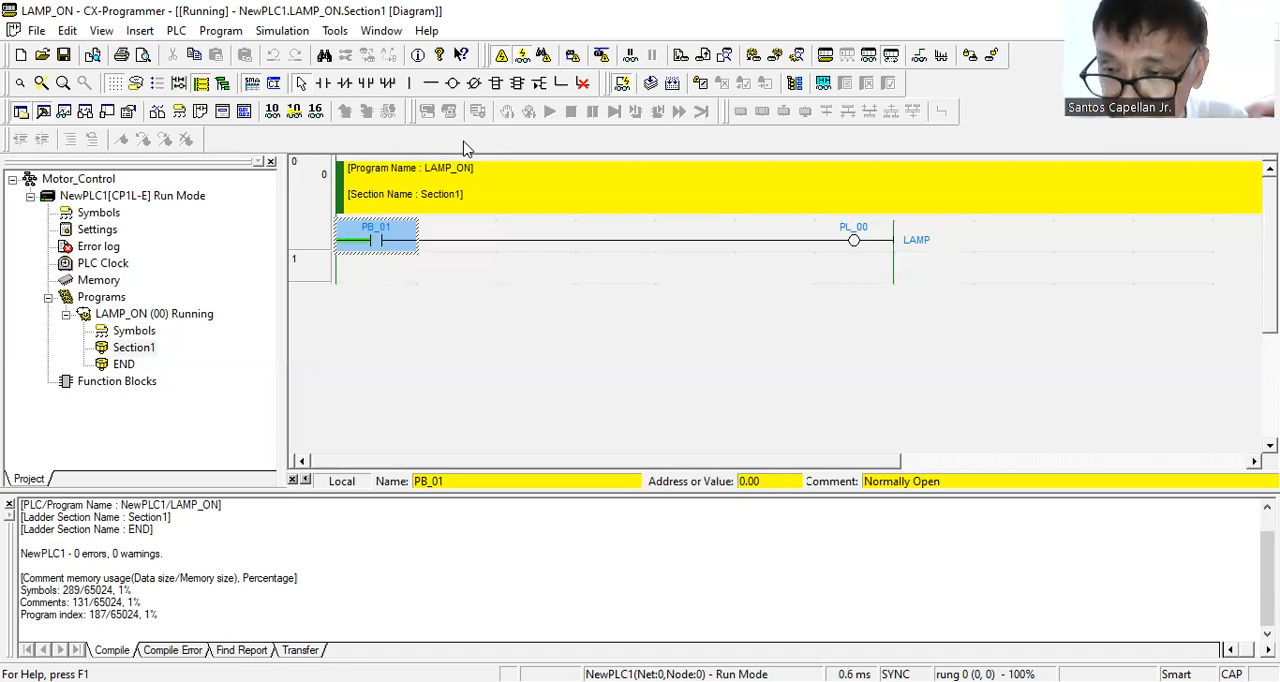 LAMP_ON - CX-Programmer - [[Running] - NewPLC1.LAMP_ON.Section1 [Diagram]]
File Edit View Insert PLC Program Simulation Tools Window Help
Santos Capellan Jr.
10 10 16
Motor_Control
NewPLC1[CP1L-E] Run Mode
Symbols
Settings
Error log
PLC Clock
Memory
Programs
LAMP_ON (00) Running
Symbols
Section1
END
Function Blocks
Project
0
0
[Program Name : LAMP_ON]
[Section Name : Section1]
PB_01
PL_00
LAMP
1
Local Name: PB_01 Address or Value: 0.00 Comment: Normally Open
[PLC/Program Name : NewPLC1/LAMP_ON]
[Ladder Section Name : Section1]
[Ladder Section Name : END]
NewPLC1 - 0 errors, 0 warnings.
[Comment memory usage(Data size/Memory size), Percentage]
Symbols: 289/65024, 1%
Comments: 131/65024, 1%
Program index: 187/65024, 1%
Compile Compile Error Find Report Transfer
For Help, press F1
NewPLC1(Net:0,Node:0) - Run Mode 0.6 ms SYNC rung 0 (0, 0) - 100% Smart CAP